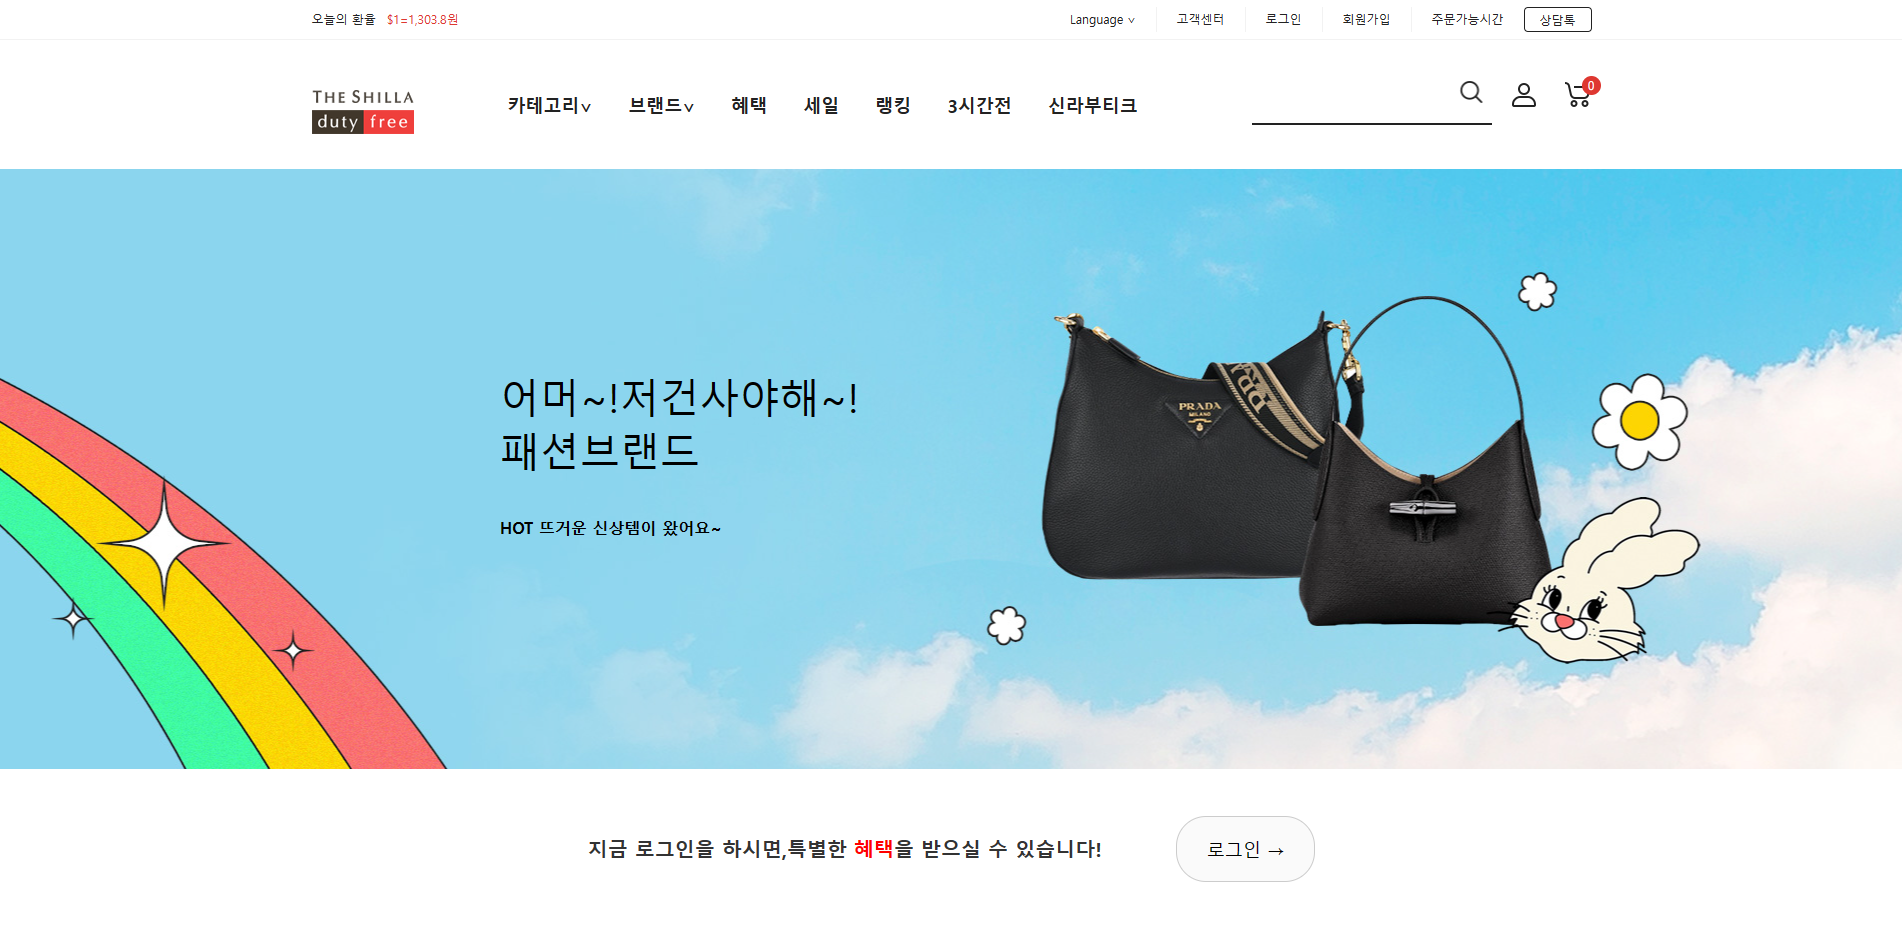 오늘의 환율 $1=1,303.8원
Language 고객센터 로그인 회원가입 주문가능시간 상담톡
THE SHILLA
duty free
카테고리 브랜드 혜택 세일 랭킹 3시간전 신라부티크
0
어머~!저건사야해~!
패션브랜드
HOT 뜨거운 신상템이 왔어요~
PRADA
MILANO
PRA
지금 로그인을 하시면,특별한 혜택을 받으실 수 있습니다!
로그인 →